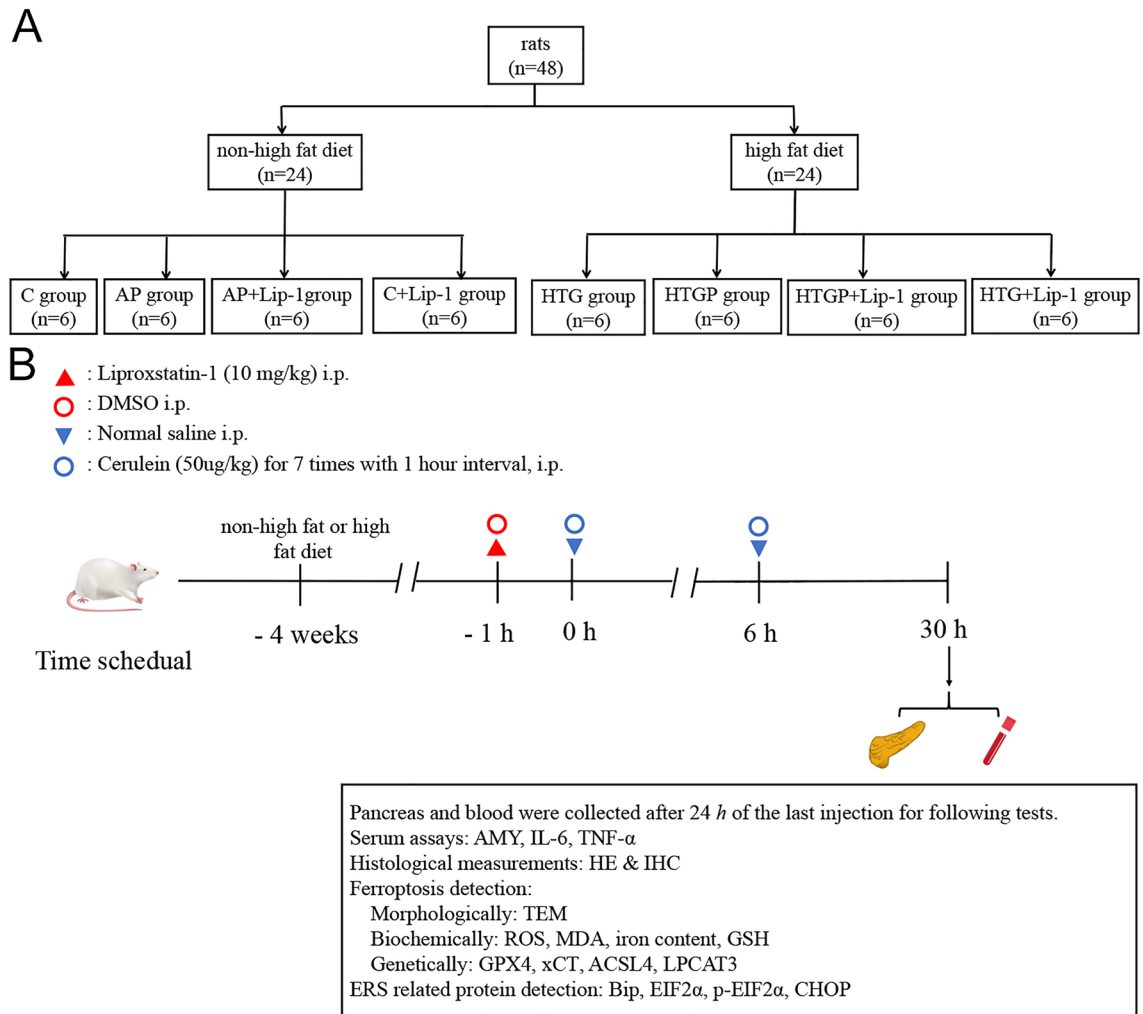 A
rats
(n=48)
non-high fat diet
(n=24)
high fat diet
(n=24)
C group
(n=6)
AP group
(n=6)
AP+Lip-1group
(n=6)
C+Lip-1 group
(n=6)
HTG group
(n=6)
HTGP group
(n=6)
HTGP+Lip-1 group
(n=6)
HTG+Lip-1 group
(n=6)
B
: Liproxstatin-1 (10 mg/kg) i.p.
: DMSO i.p.
: Normal saline i.p.
: Cerulein (50ug/kg) for 7 times with 1 hour interval, i.p.
non-high fat or high
fat diet
- 4 weeks
- 1 h
0 h
6 h
30 h
Time schedual
Pancreas and blood were collected after 24 h of the last injection for following tests.
Serum assays: AMY, IL-6, TNF-α
Histological measurements: HE & IHC
Ferroptosis detection:
Morphologically: TEM
Biochemically: ROS, MDA, iron content, GSH
Genetically: GPX4, xCT, ACSL4, LPCAT3
ERS related protein detection: Bip, EIF2α, p-EIF2α, CHOP